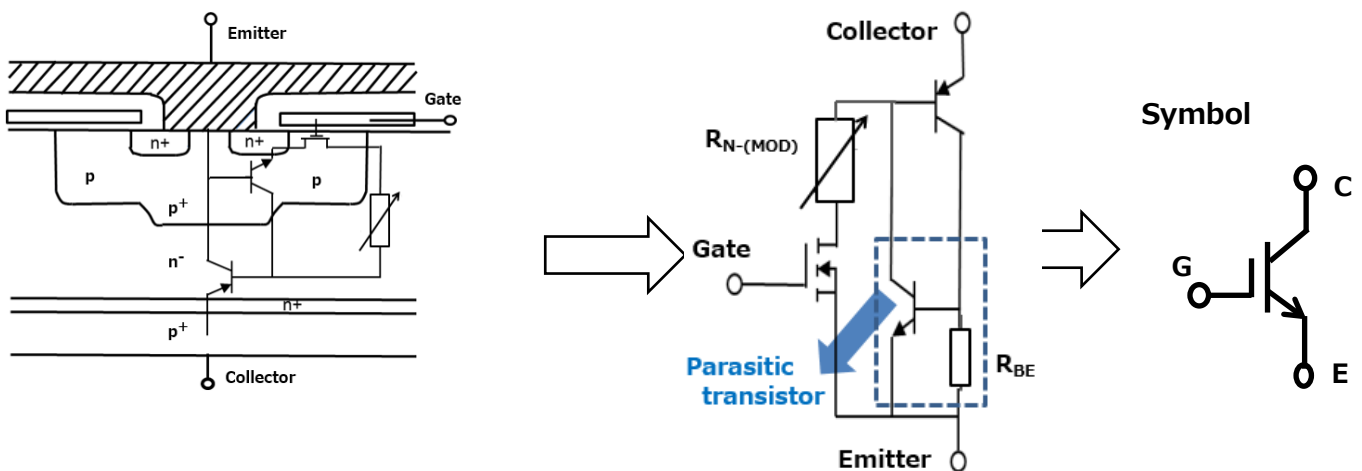 Emitter
Gate
n+
n+
p
p
p+
n-
n+
p+
Collector
Collector
RN-(MOD)
Gate
Parasitic
transistor
RBE
Emitter
Symbol
C
G
E